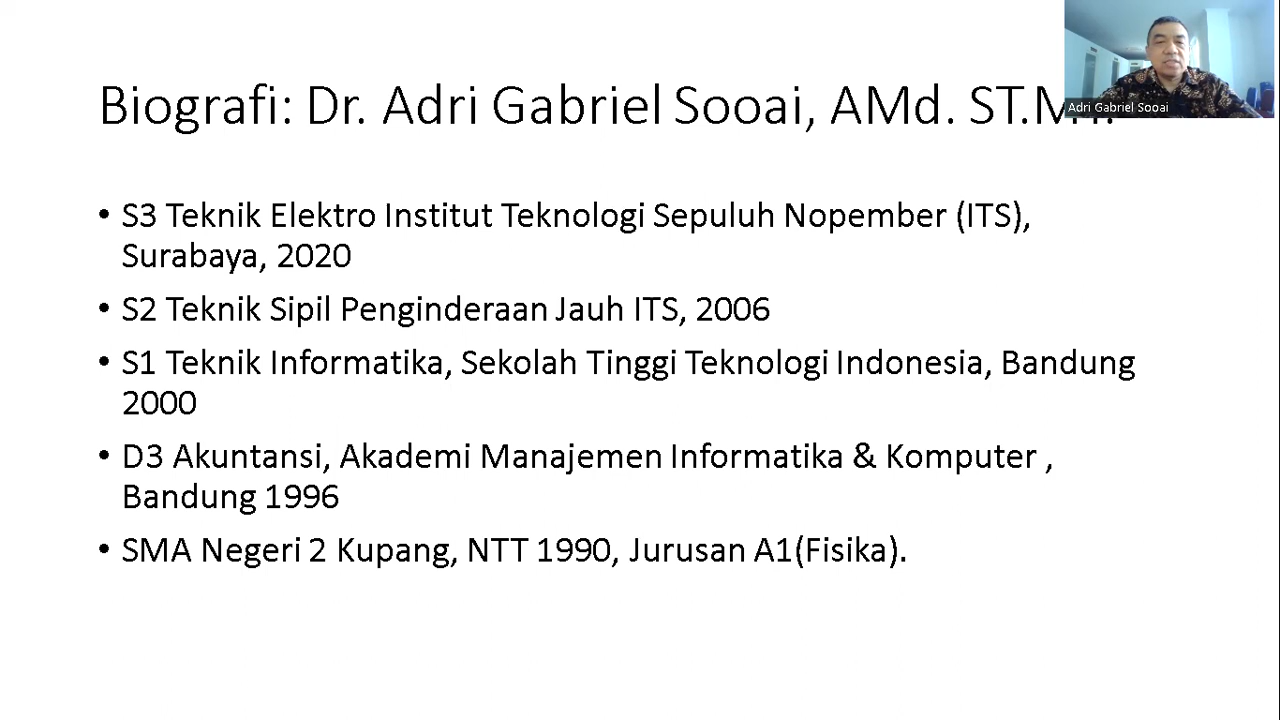 Biografi: Dr. Adri Gabriel Sooai, AMd. ST.
Adri Gabriel Sooai
• S3 Teknik Elektro Institut Teknologi Sepuluh Nopember (ITS),
Surabaya, 2020
• S2 Teknik Sipil Penginderaan Jauh ITS, 2006
• S1 Teknik Informatika, Sekolah Tinggi Teknologi Indonesia, Bandung
2000
• D3 Akuntansi, Akademi Manajemen Informatika & Komputer ,
Bandung 1996
• SMA Negeri 2 Kupang, NTT 1990, Jurusan A1(Fisika).